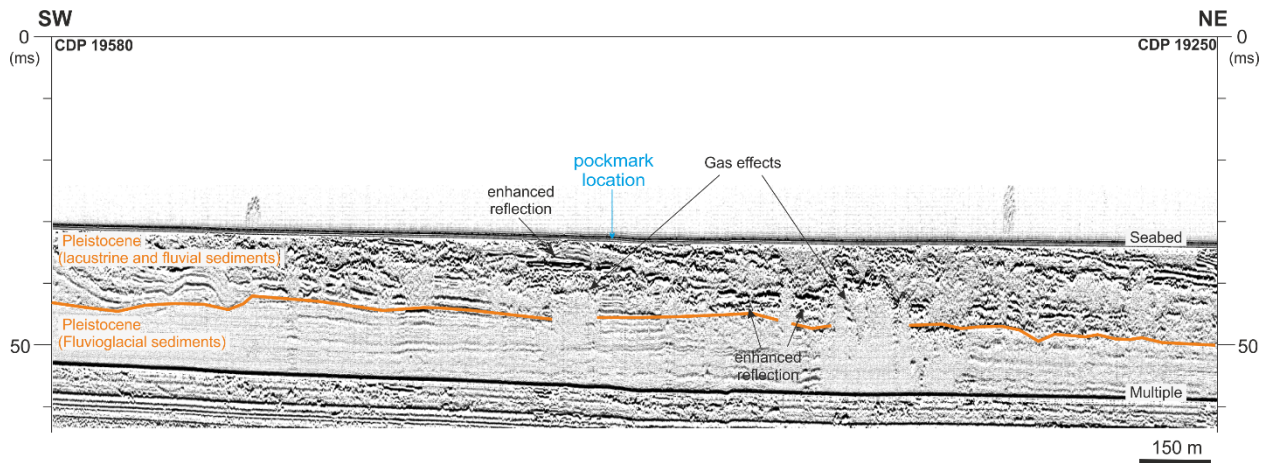 SW
NE
0
0
(ms)
(ms)
CDP 19580
CDP 19250
pockmark
location
Gas effects
enhanced
reflection
Seabed
Pleistocene
(lacustrine and fluvial sediments)
Pleistocene
(Fluvioglacial sediments)
50
50
enhanced
reflection
Multiple
150 m